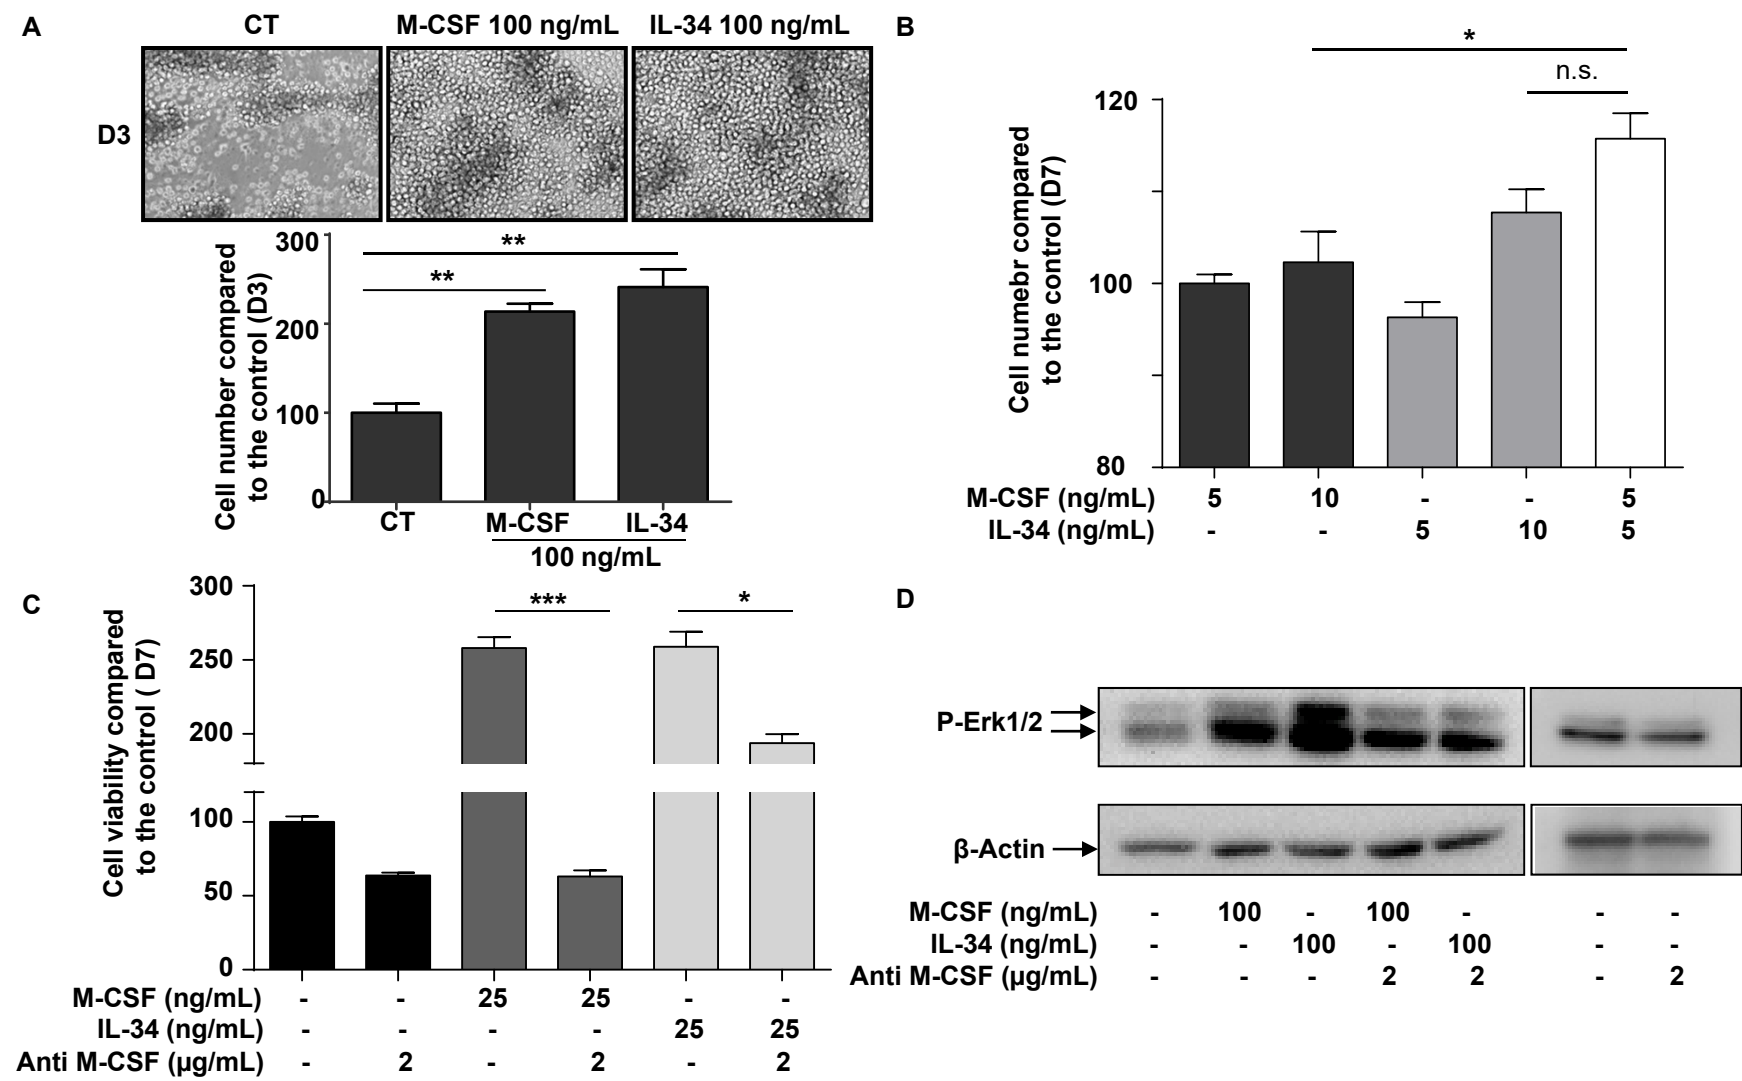 A
CT
M-CSF 100 ng/mL
IL-34 100 ng/mL
D3
Cell number compared
to the control (D3)
300
200
100
0
**
**
CT
M-CSF
IL-34
100 ng/mL
B
Cell numebr compared
to the control (D7)
120
100
80
*
n.s.
M-CSF (ng/mL) 5 10 - - 5
IL-34 (ng/mL) - - 5 10 5
C
Cell viability compared
to the control ( D7)
300
250
200
100
50
0
***
*
M-CSF (ng/mL) - - 25 25 - -
IL-34 (ng/mL) - - - - 25 25
Anti M-CSF (µg/mL) - 2 - 2 - 2
D
P-Erk1/2
β-Actin
M-CSF (ng/mL) - 100 - 100 - - -
IL-34 (ng/mL) - - 100 - 100 - -
Anti M-CSF (µg/mL) - - - 2 2 - 2